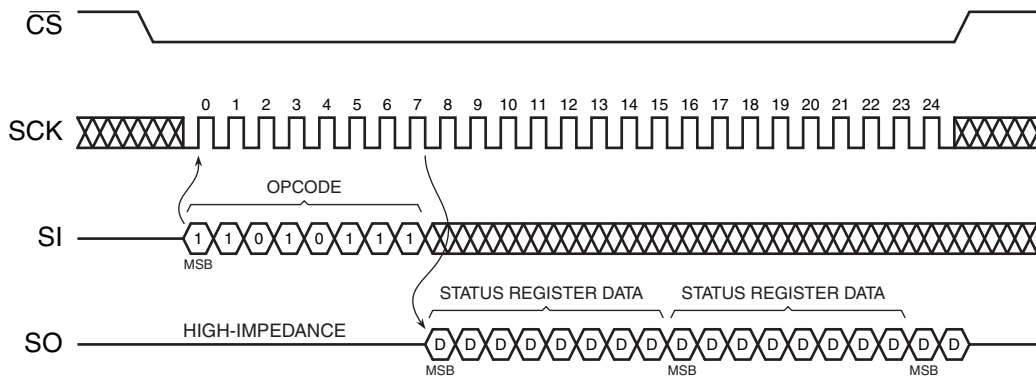 CS
0 1 2 3 4 5 6 7 8 9 10 11 12 13 14 15 16 17 18 19 20 21 22 23 24
SCK
OPCODE
SI 1 1 0 1 0 1 1 1
MSB
STATUS REGISTER DATA STATUS REGISTER DATA
HIGH-IMPEDANCE
SO D D D D D D D D D D D D D D D D D D
MSB MSB MSB